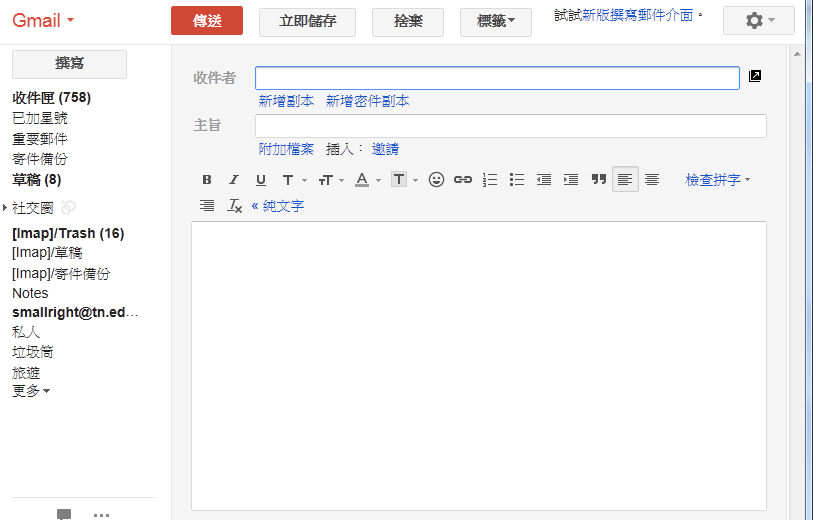 Gmail
傳送 立即儲存 捨棄 標籤 試試新版撰寫郵件介面。
撰寫
收件匣 (758)
已加星號
重要郵件
寄件備份
草稿 (8)
社交圈
[Imap]/Trash (16)
[Imap]/草稿
[Imap]/寄件備份
Notes
smallright@tn.ed…
私人
垃圾筒
旅遊
更多
收件者
新增副本 新增密件副本
主旨
附加檔案 插入： 邀請
B I U T тT A T 檢查拼字
« 純文字